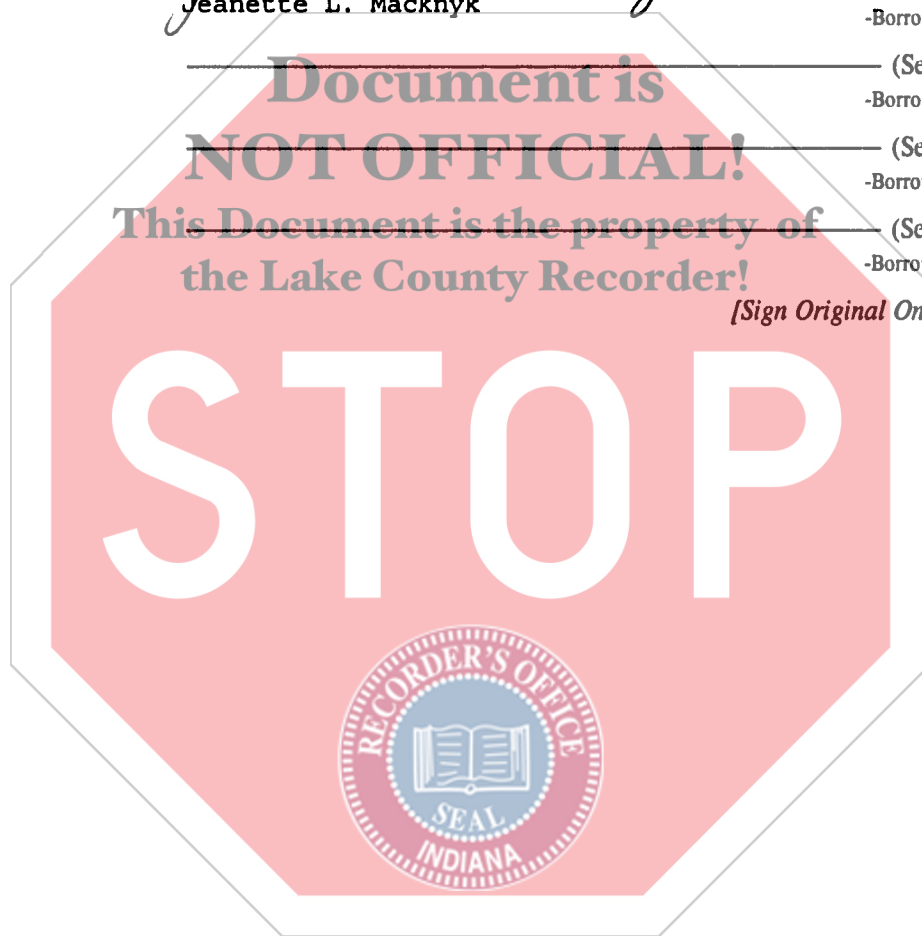 Jeanette L. Macknyk
-Borro
Document is
(Se
-Borro
NOT OFFICIAL!
(Se
-Borro
This Document is the property of
(Se
-Borro
the Lake County Recorder!
[Sign Original On
STOP
RECORDER'S OFFICE
SEAL
INDIANA